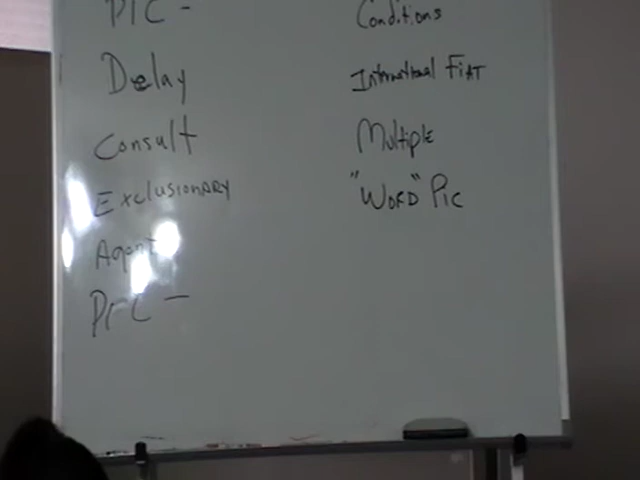 PIC -
Delay
Consult
Exclusionary
Agent
PIC -
Conditions
International FIAT
Multiple
"WORD" PIC